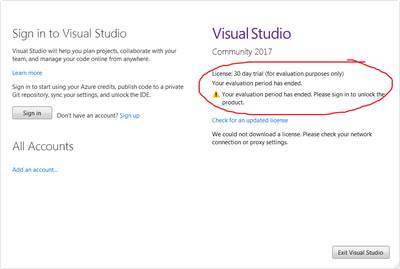 Sign in to Visual Studio
Visual Studio will help you plan projects, collaborate with your
team, and manage your code online from anywhere.
Learn more
Sign in to start using your Azure credits, publish code to a private
Git repository, sync your settings, and unlock the IDE.
Sign in
Don't have an account? Sign up
All Accounts
Add an account...
Visual Studio
Community 2017
License: 30 day trial (for evaluation purposes only)
Your evaluation period has ended.
Your evaluation period has ended. Please sign in to unlock the
product.
Check for an updated license
We could not download a license. Please check your network
connection or proxy settings.
Exit Visual Studio